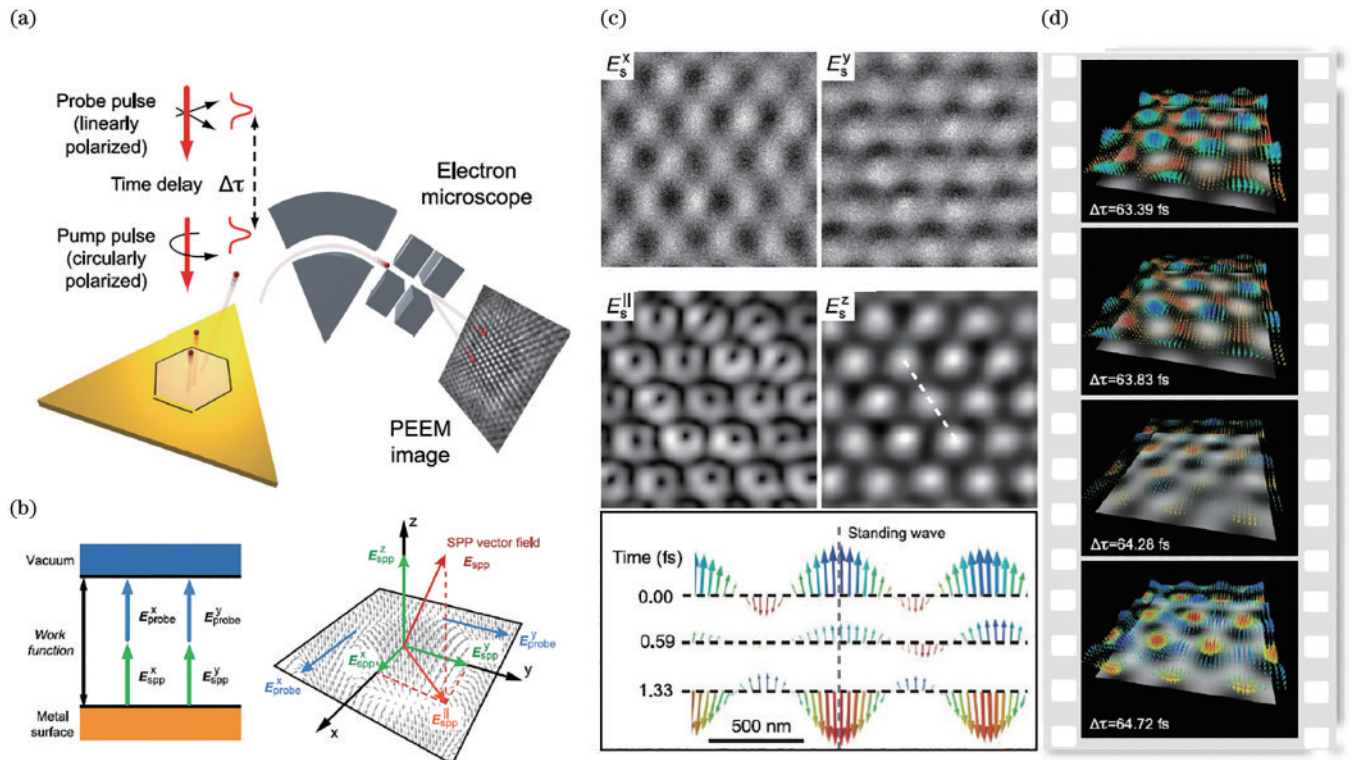 (a)
Probe pulse
(linearly
polarized)
Time delay
Δτ
Pump pulse
(circularly
polarized)
Electron
microscope
PEEM
image
(b)
Vacuum
Work
function
Metal
surface
E^x_probe
E^y_probe
E^x_spp
E^y_spp
z
E^z_spp
SPP vector field
E_spp
E^y_probe
E^x_spp
E^y_spp
y
E^x_probe
E^||_spp
x
(c)
E^x_s
E^y_s
E^||_s
E^z_s
Standing wave
Time (fs)
0.00
0.59
1.33
500 nm
(d)
Δτ=63.39 fs
Δτ=63.83 fs
Δτ=64.28 fs
Δτ=64.72 fs